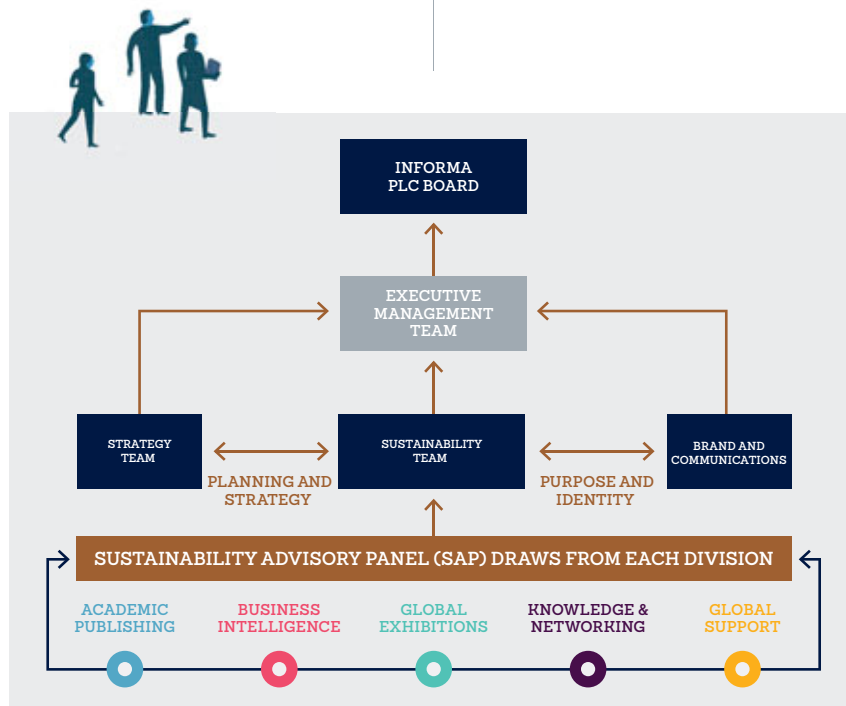 INFORMA
PLC BOARD
EXECUTIVE
MANAGEMENT
TEAM
STRATEGY
TEAM
SUSTAINABILITY
TEAM
BRAND AND
COMMUNICATIONS
PLANNING AND
STRATEGY
PURPOSE AND
IDENTITY
SUSTAINABILITY ADVISORY PANEL (SAP) DRAWS FROM EACH DIVISION
ACADEMIC
PUBLISHING
BUSINESS
INTELLIGENCE
GLOBAL
EXHIBITIONS
KNOWLEDGE &
NETWORKING
GLOBAL
SUPPORT